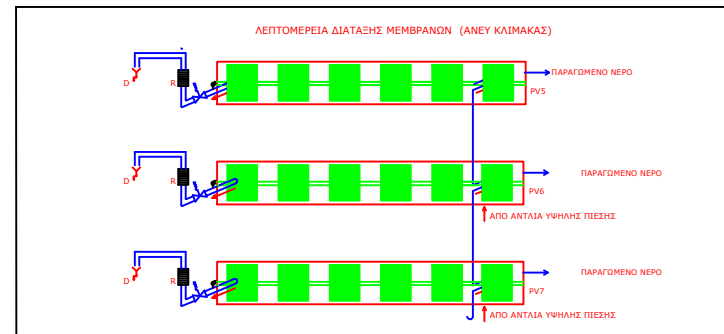 ΛΕΠΤΟΜΕΡΕΙΑ ΔΙΑΤΑΞΗΣ ΜΕΜΒΡΑΝΩΝ (ΑΝΕΥ ΚΛΙΜΑΚΑΣ)
D
R
ΠΑΡΑΓΩΜΕΝΟ ΝΕΡΟ
PV5
D
R
ΠΑΡΑΓΩΜΕΝΟ ΝΕΡΟ
PV6
ΑΠΟ ΑΝΤΛΙΑ ΥΨΗΛΗΣ ΠΙΕΣΗΣ
D
R
ΠΑΡΑΓΩΜΕΝΟ ΝΕΡΟ
PV7
ΑΠΟ ΑΝΤΛΙΑ ΥΨΗΛΗΣ ΠΙΕΣΗΣ